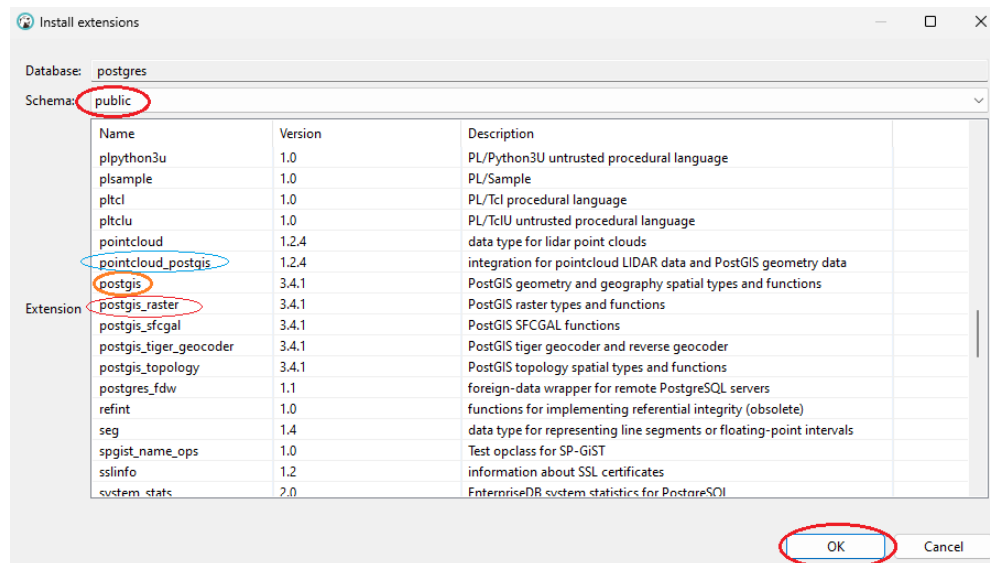 Install extensions
Database: postgres
Schema: public
Name Version Description
plpython3u 1.0 PL/Python3U untrusted procedural language
plsample 1.0 PL/Sample
pltcl 1.0 PL/Tcl procedural language
pltclu 1.0 PL/TclU untrusted procedural language
pointcloud 1.2.4 data type for lidar point clouds
pointcloud_postgis 1.2.4 integration for pointcloud LIDAR data and PostGIS geometry data
postgis 3.4.1 PostGIS geometry and geography spatial types and functions
Extension postgis_raster 3.4.1 PostGIS raster types and functions
postgis_sfcgal 3.4.1 PostGIS SFCGAL functions
postgis_tiger_geocoder 3.4.1 PostGIS tiger geocoder and reverse geocoder
postgis_topology 3.4.1 PostGIS topology spatial types and functions
postgres_fdw 1.1 foreign-data wrapper for remote PostgreSQL servers
refint 1.0 functions for implementing referential integrity (obsolete)
seg 1.4 data type for representing line segments or floating-point intervals
spgist_name_ops 1.0 Test opclass for SP-GiST
sslinfo 1.2 information about SSL certificates
system_stats 2.0 EnterpriseDB system statistics for PostgreSQL
OK Cancel